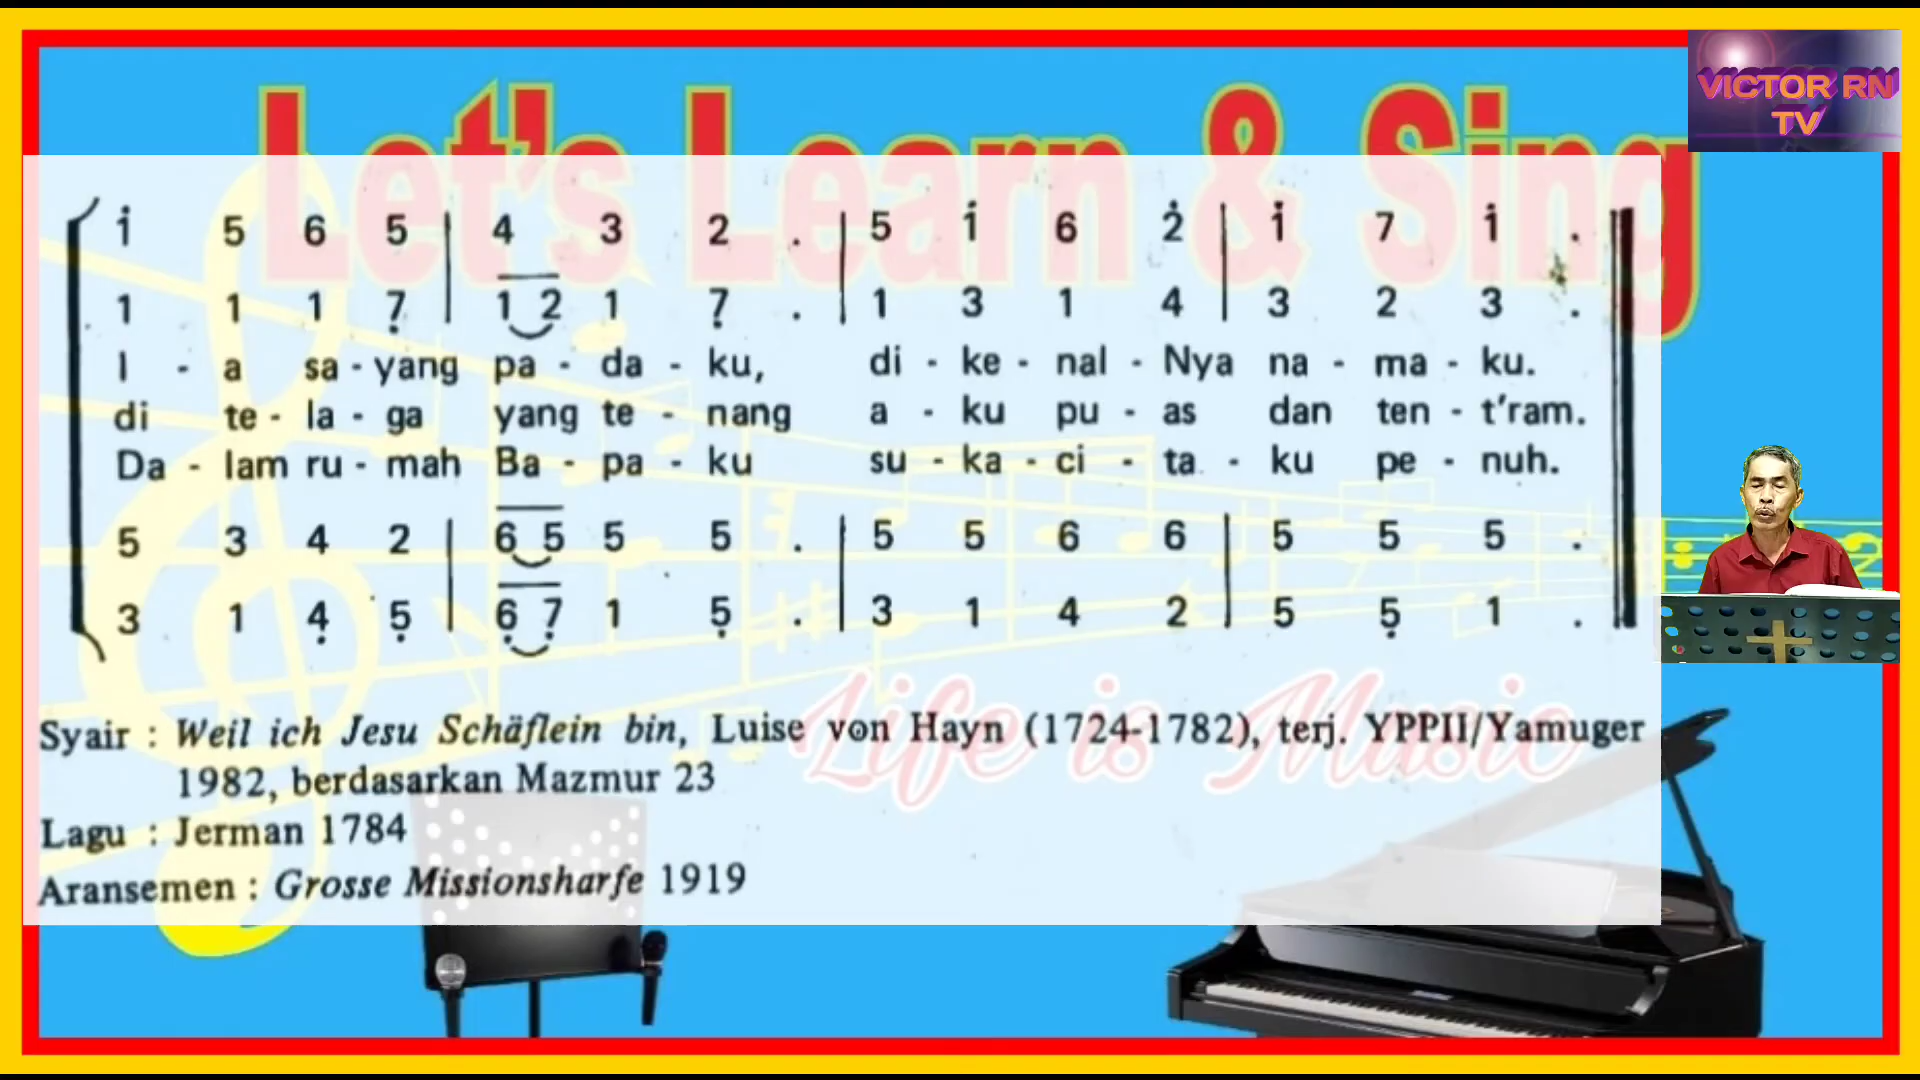 Let's Learn & Sing
VICTOR RN
TV
i 5 6 5 | 4 3 2 . | 5 i 6 2̇ | i 7 i .
1 1 1 7̣ | 1 2 1 7̣ . | 1 3 1 4 | 3 2 3 .
I - a sa - yang pa - da - ku, di - ke - nal - Nya na - ma - ku.
di te - la - ga yang te - nang a - ku pu - as dan ten - t'ram.
Da - lam ru - mah Ba - pa - ku su - ka - ci - ta - ku pe - nuh.
5 3 4 2 | 6 5 5 5 . | 5 5 6 6 | 5 5 5 .
3 1 4̣ 5̣ | 6̣ 7̣ 1 5̣ . | 3 1 4 2 | 5 5̣ 1 .
Life is Music
Syair : Weil ich Jesu Schäflein bin, Luise von Hayn (1724-1782), terj. YPPII/Yamuger
1982, berdasarkan Mazmur 23
Lagu : Jerman 1784
Aransemen : Grosse Missionsharfe 1919